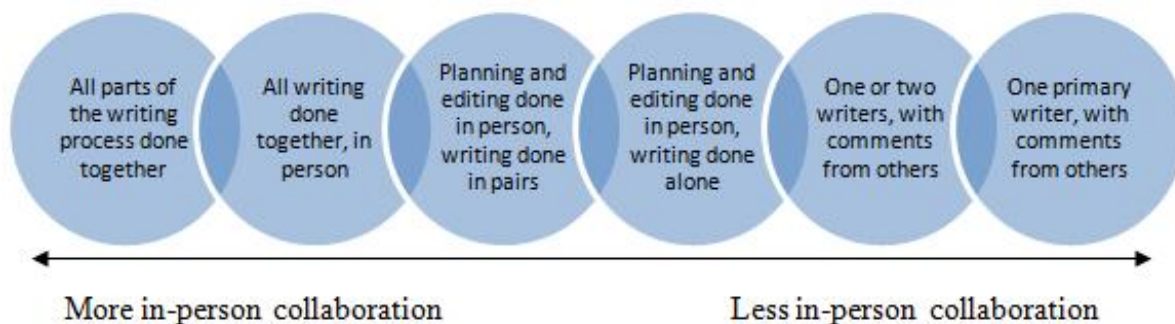 All parts of
the writing
process done
together
All writing
done
together, in
person
Planning and
editing done
in person,
writing done
in pairs
Planning and
editing done
in person,
writing done
alone
One or two
writers, with
comments
from others
One primary
writer, with
comments
from others
More in-person collaboration
Less in-person collaboration